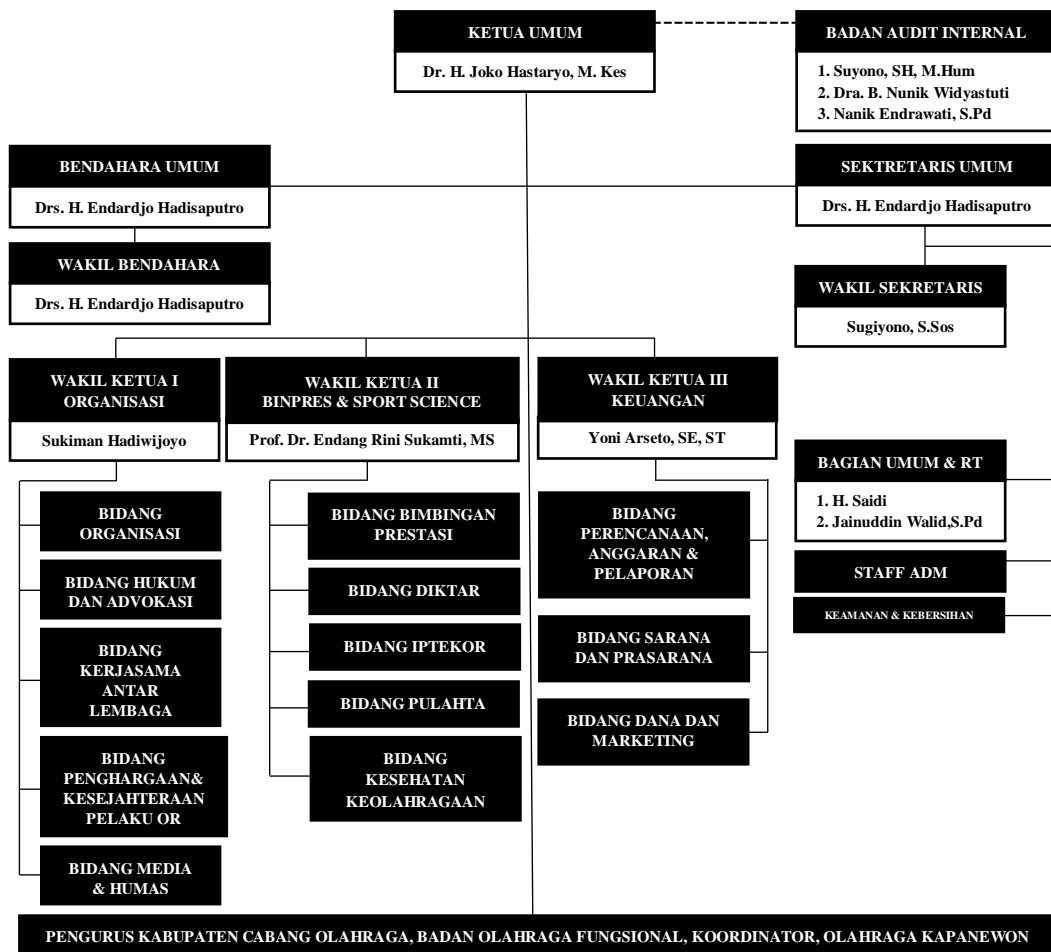 KETUA UMUM
Dr. H. Joko Hastaryo, M. Kes
BADAN AUDIT INTERNAL
1. Suyono, SH, M.Hum
2. Dra. B. Nunik Widyastuti
3. Nanik Endrawati, S.Pd
BENDAHARA UMUM
Drs. H. Endardjo Hadisaputro
SEKTRETARIS UMUM
Drs. H. Endardjo Hadisaputro
WAKIL BENDAHARA
Drs. H. Endardjo Hadisaputro
WAKIL SEKRETARIS
Sugiyono, S.Sos
WAKIL KETUA I
ORGANISASI
Sukiman Hadiwijoyo
WAKIL KETUA II
BINPRES & SPORT SCIENCE
Prof. Dr. Endang Rini Sukamti, MS
WAKIL KETUA III
KEUANGAN
Yoni Arseto, SE, ST
BAGIAN UMUM & RT
1. H. Saidi
2. Jainuddin Walid,S.Pd
STAFF ADM
KEAMANAN & KEBERSIHAN
BIDANG
ORGANISASI
BIDANG HUKUM
DAN ADVOKASI
BIDANG
KERJASAMA
ANTAR
LEMBAGA
BIDANG
PENGHARGAAN&
KESEJAHTERAAN
PELAKU OR
BIDANG MEDIA
& HUMAS
BIDANG BIMBINGAN
PRESTASI
BIDANG DIKTAR
BIDANG IPTEKOR
BIDANG PULAHTA
BIDANG
KESEHATAN
KEOLAHRAGAAN
BIDANG
PERENCANAAN,
ANGGARAN &
PELAPORAN
BIDANG SARANA
DAN PRASARANA
BIDANG DANA DAN
MARKETING
PENGURUS KABUPATEN CABANG OLAHRAGA, BADAN OLAHRAGA FUNGSIONAL, KOORDINATOR, OLAHRAGA KAPANEWON